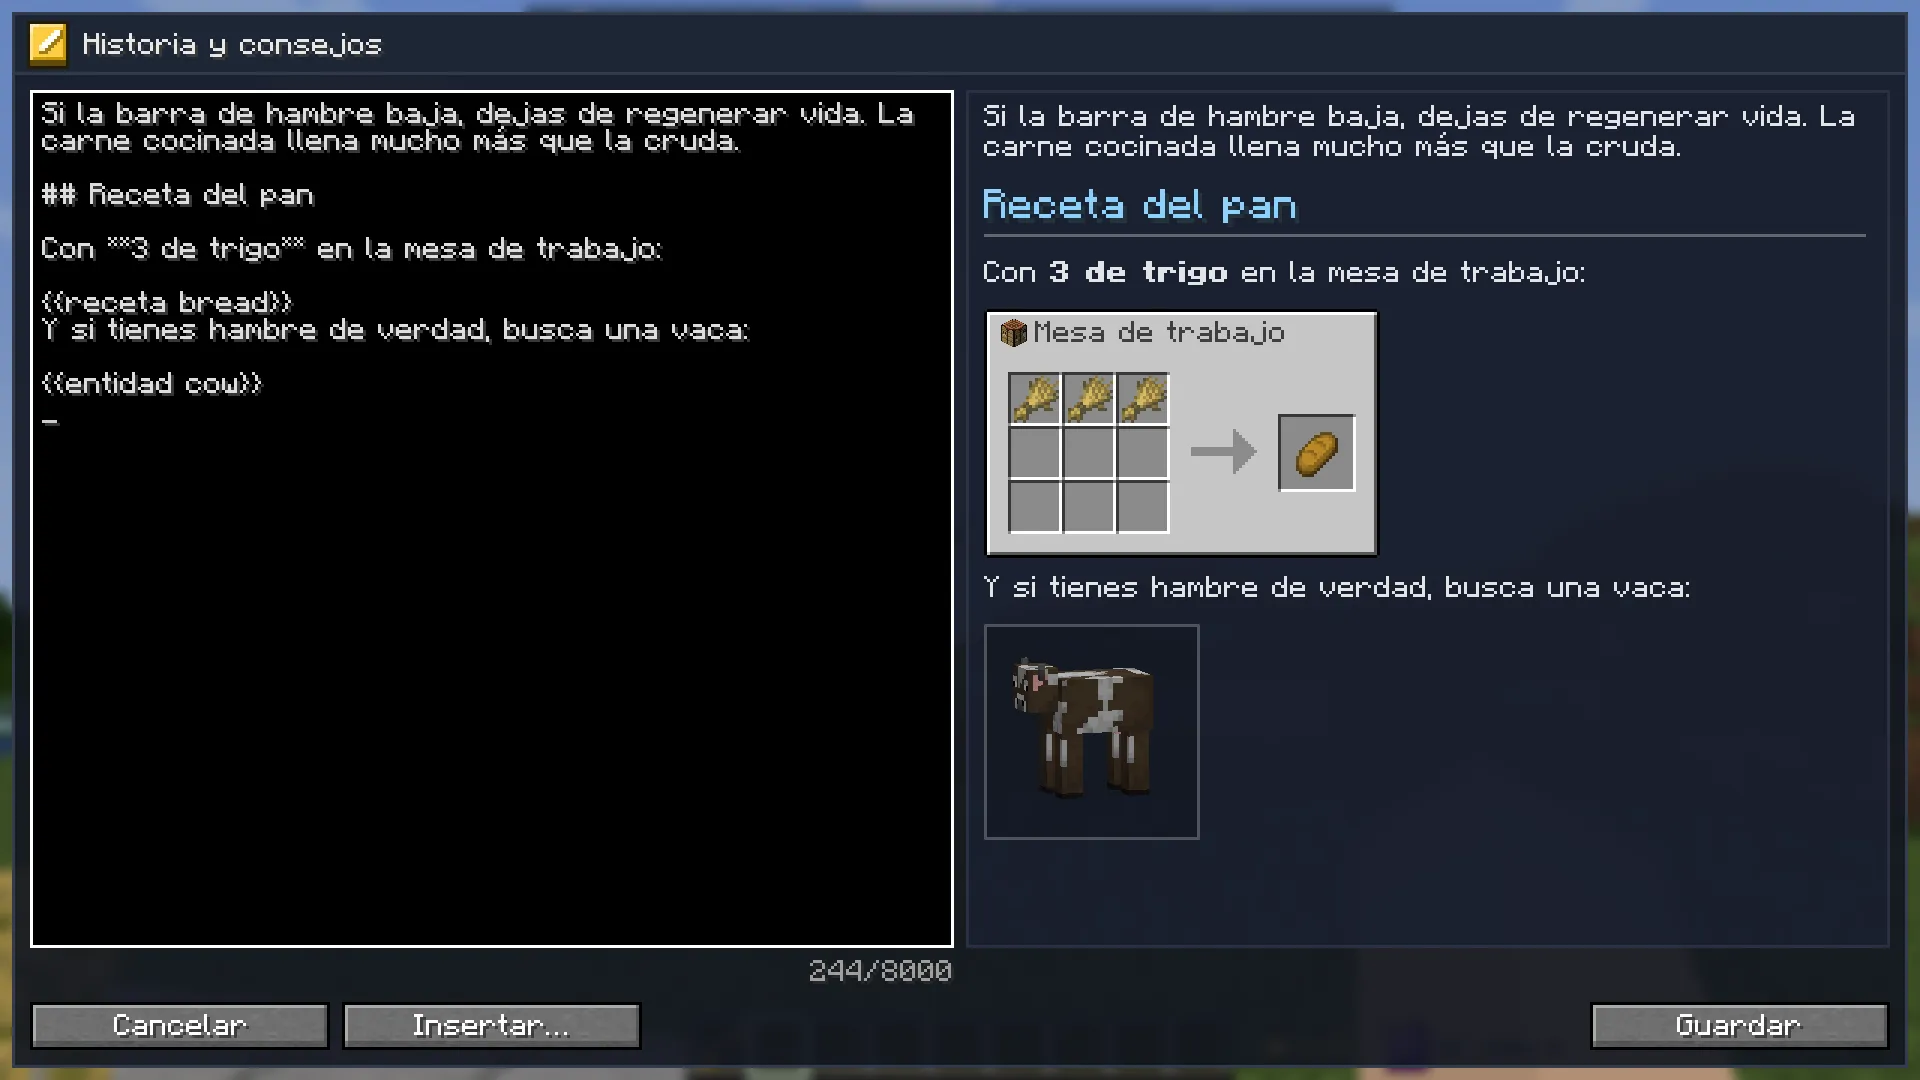 Historia y consejos
Si la barra de hambre baja, dejas de regenerar vida. La
carne cocinada llena mucho más que la cruda.
## Receta del pan
Con **3 de trigo** en la mesa de trabajo:
{{receta bread}}
Y si tienes hambre de verdad, busca una vaca:
{{entidad cow}}
_
244/8000
Si la barra de hambre baja, dejas de regenerar vida. La
carne cocinada llena mucho más que la cruda.
Receta del pan
Con 3 de trigo en la mesa de trabajo:
Mesa de trabajo
Y si tienes hambre de verdad, busca una vaca:
Cancelar
Insertar...
Guardar